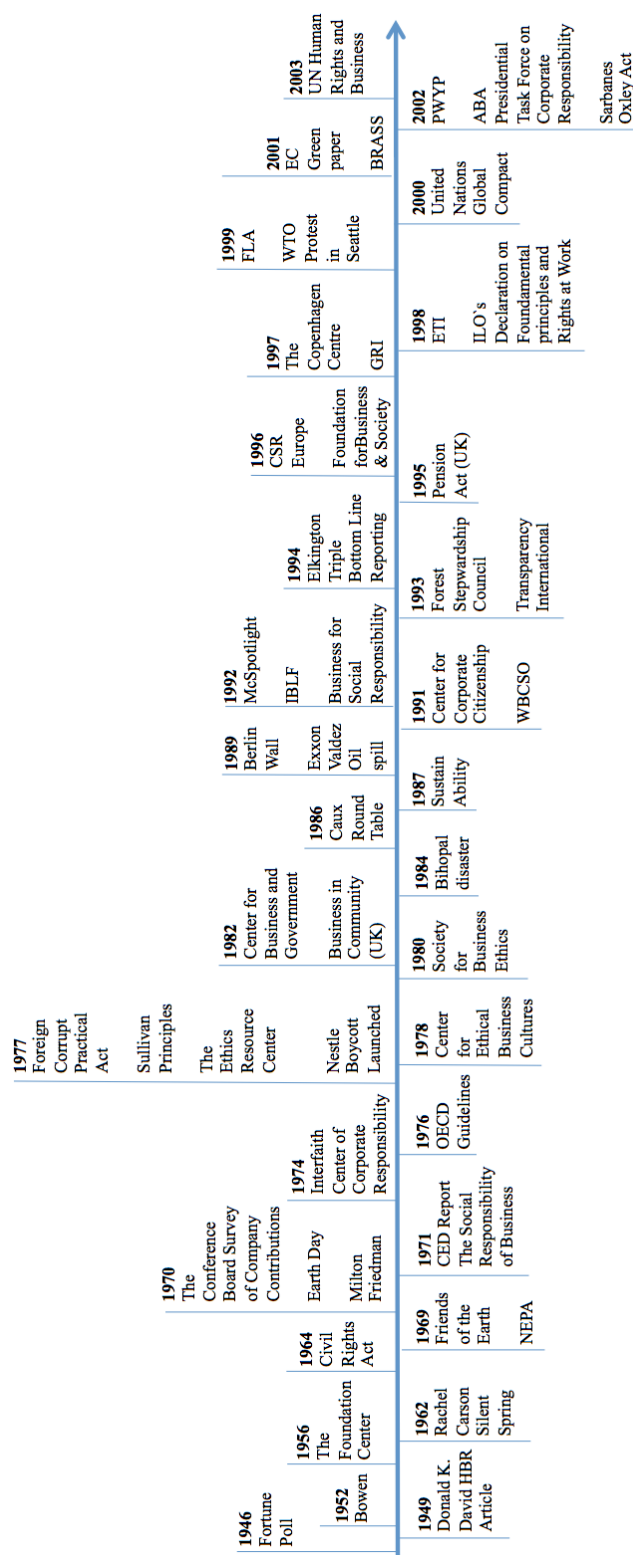 1946
Fortune
Poll
1949
Donald K.
David HBR
Article
1952
Bowen
1956
The
Foundation
Center
1962
Rachel
Carson
Silent
Spring
1964
Civil
Rights
Act
1969
Friends
of the
Earth
NEPA
1970
The
Conference
Board Survey
of Company
Contributions
Earth Day
Milton
Friedman
1971
CED Report
The Social
Responsibility
of Business
1974
Interfaith
Center of
Corporate
Responsibility
1976
OECD
Guidelines
1977
Foreign
Corrupt
Practical
Act
Sullivan
Principles
The
Ethics
Resource
Center
Nestle
Boycott
Launched
1978
Center
for
Ethical
Business
Cultures
1980
Society
for
Business
Ethics
1982
Center for
Business and
Government
Business in
Community
(UK)
1984
Bihopal
disaster
1986
Caux
Round
Table
1987
Sustain
Ability
1989
Berlin
Wall
Exxon
Valdez
Oil
spill
1991
Center for
Corporate
Citizenship
WBCSO
1992
McSpotlight
IBLF
Business for
Social
Responsibility
1993
Forest
Stepwardship
Council
Transparency
International
1994
Elkington
Triple
Bottom Line
Reporting
1995
Pension
Act (UK)
1996
CSR
Europe
Foundation
forBusiness
& Society
1997
The
Copenhagen
Centre
GRI
1998
ETI
ILO`s
Declaration on
Foundamental
principles and
Rights at Work
1999
FLA
WTO
Protest
in
Seattle
2000
United
Nations
Global
Compact
2001
EC
Green
paper
BRASS
2002
PWYP
ABA
Presidential
Task Force on
Corporate
Responsibility
Sarbanes
Oxley Act
2003
UN Human
Rights and
Business